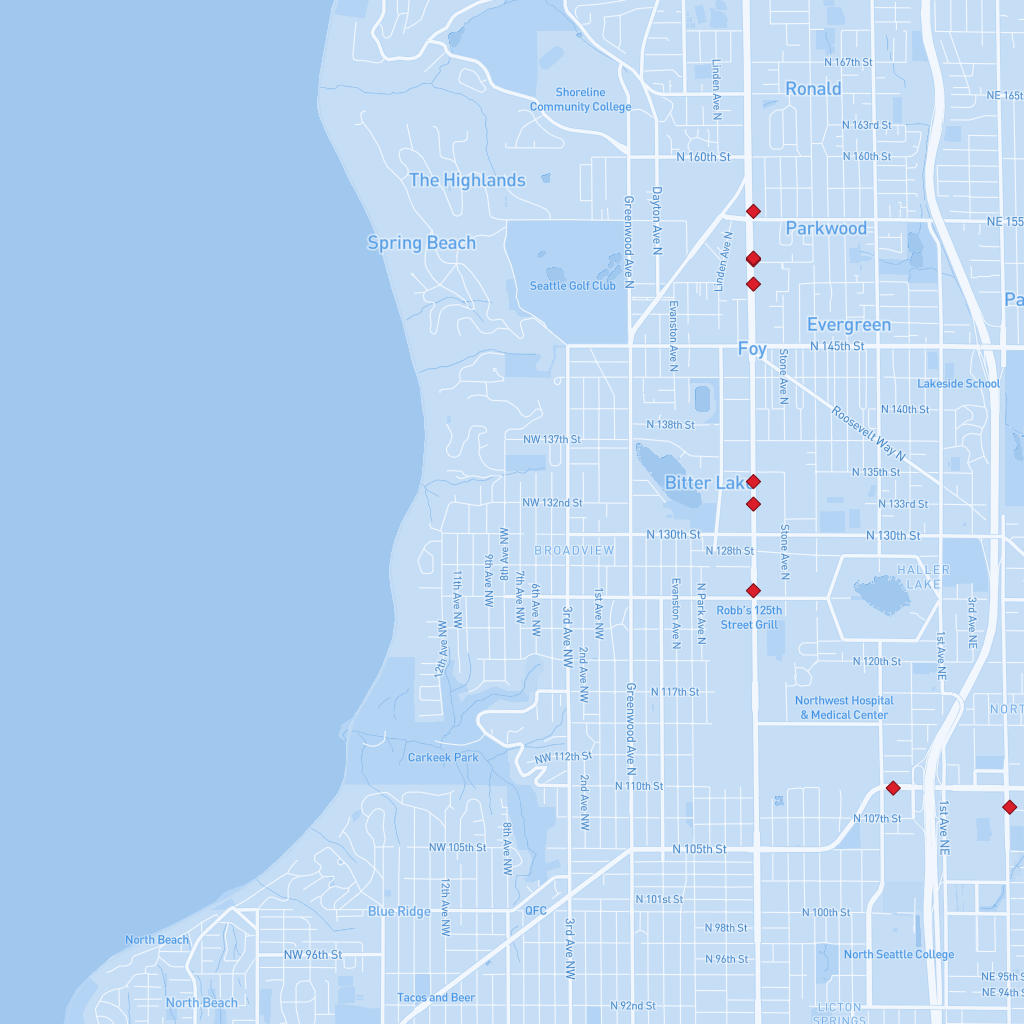 N 167th St
Linden Ave N
Ronald
Shoreline
Community College
NE 165t
N 163rd St
N 160th St
N 160th St
The Highlands
Dayton Ave N
Greenwood Ave N
NE 155
Parkwood
Spring Beach
Linden Ave N
Seattle Golf Club
Pa
Evergreen
Evanston Ave N
N 145th St
Foy
Stone Ave N
Lakeside School
N 140th St
Roosevelt Way N
N 138th St
NW 137th St
N 135th St
Bitter Lake
NW 132nd St
N 133rd St
N 130th St
N 130th St
8th Ave NW
9th Ave NW
BROADVIEW
N 128th St
Stone Ave N
HALLER
LAKE
11th Ave NW
7th Ave NW
6th Ave NW
1st Ave NW
Evanston Ave N
N Park Ave N
3rd Ave NE
Robb's 125th
Street Grill
3rd Ave NW
12th Ave NW
1st Ave NE
2nd Ave NW
N 120th St
N 117th St
Greenwood Ave N
Northwest Hospital
& Medical Center
NORT
Carkeek Park
NW 112th St
2nd Ave NW
N 110th St
N 107th St
1st Ave NE
8th Ave NW
NW 105th St
N 105th St
12th Ave NW
N 101st St
Blue Ridge
QFC
N 100th St
3rd Ave NW
N 98th St
North Beach
NW 96th St
N 96th St
North Seattle College
NE 95th S
NE 94th S
North Beach
Tacos and Beer
N 92nd St
LICTON
SPRINGS